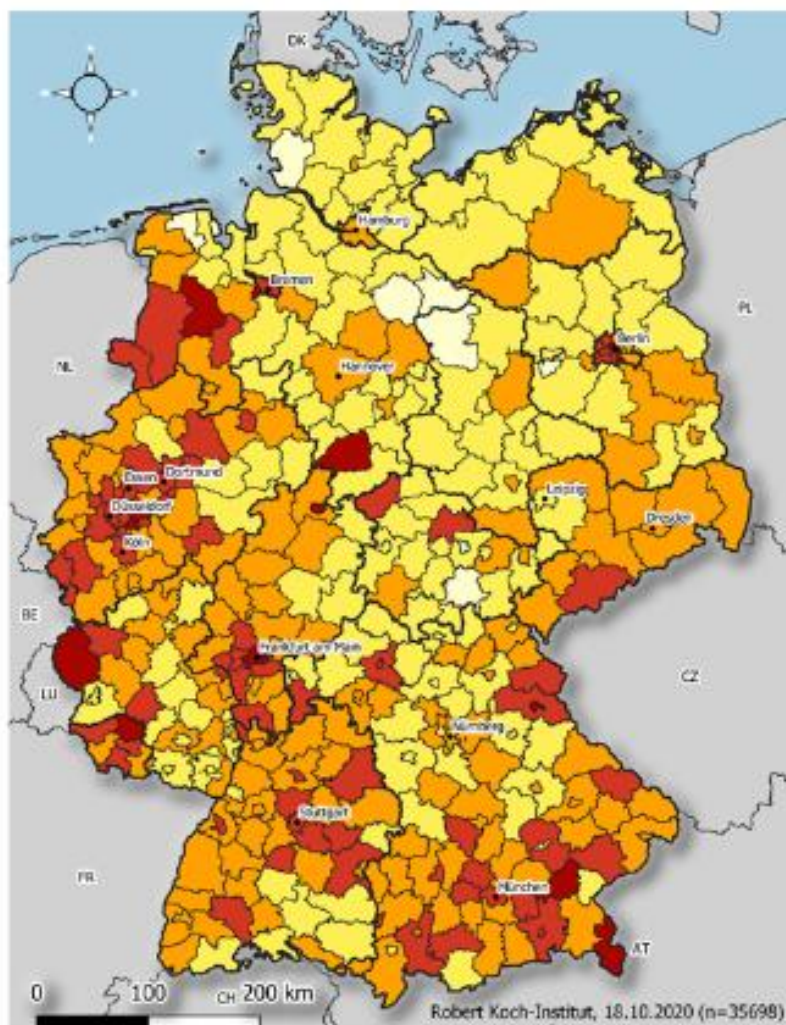 DK
Hamburg
Bremen
PL
Berlin
NL
Hannover
Essen
Dortmund
Düsseldorf
Leipzig
Dresden
Köln
BE
Frankfurt am Main
LU
CZ
Nürnberg
Stuttgart
FR
München
AT
0 100 200 km
CH
Robert Koch-Institut, 18.10.2020 (n=35698)